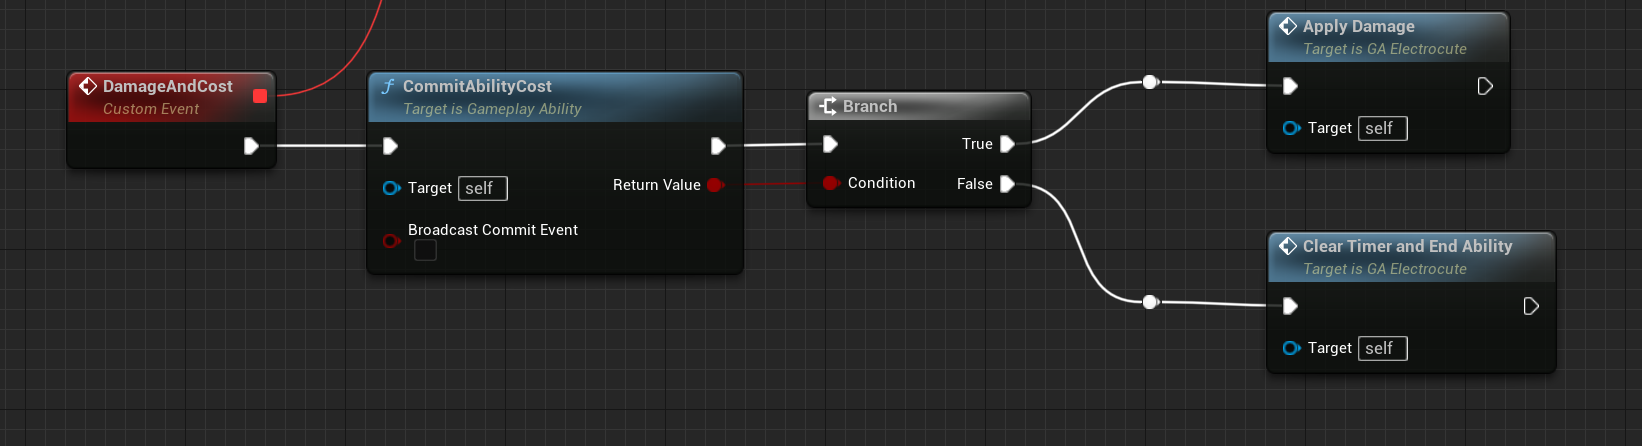 DamageAndCost
Custom Event
CommitAbilityCost
Target is Gameplay Ability
Target self
Return Value
Broadcast Commit Event
Branch
True
Condition
False
Apply Damage
Target is GA Electrocute
Target self
Clear Timer and End Ability
Target is GA Electrocute
Target self